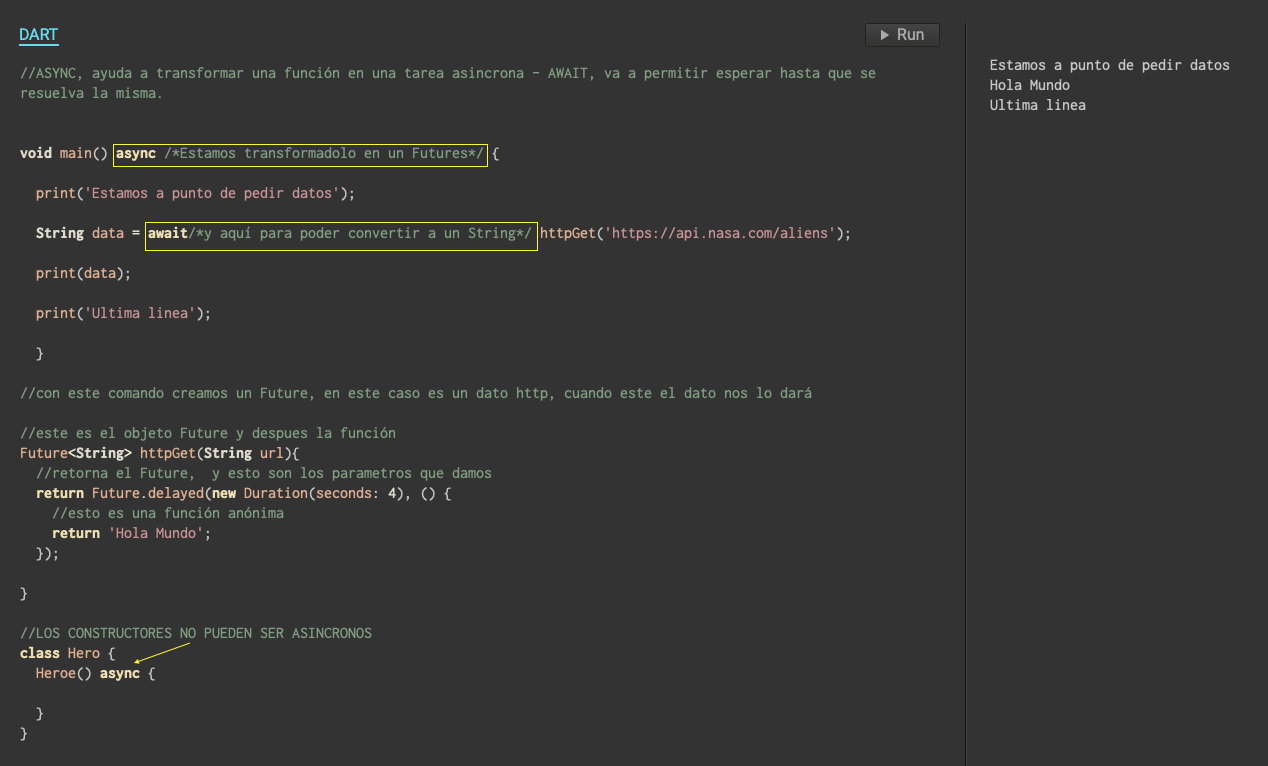 DART
Run
//ASYNC, ayuda a transformar una función en una tarea asincrona - AWAIT, va a permitir esperar hasta que se
resuelva la misma.
void main() async /*Estamos transformadolo en un Futures*/ {
print('Estamos a punto de pedir datos');
String data = await/*y aquí para poder convertir a un String*/ httpGet('https://api.nasa.com/aliens');
print(data);
print('Ultima linea');
}
//con este comando creamos un Future, en este caso es un dato http, cuando este el dato nos lo dará
//este es el objeto Future y despues la función
Future<String> httpGet(String url){
//retorna el Future,  y esto son los parametros que damos
return Future.delayed(new Duration(seconds: 4), () {
//esto es una función anónima
return 'Hola Mundo';
});
}
//LOS CONSTRUCTORES NO PUEDEN SER ASINCRONOS
class Hero {
Heroe() async {
}
}
Estamos a punto de pedir datos
Hola Mundo
Ultima linea